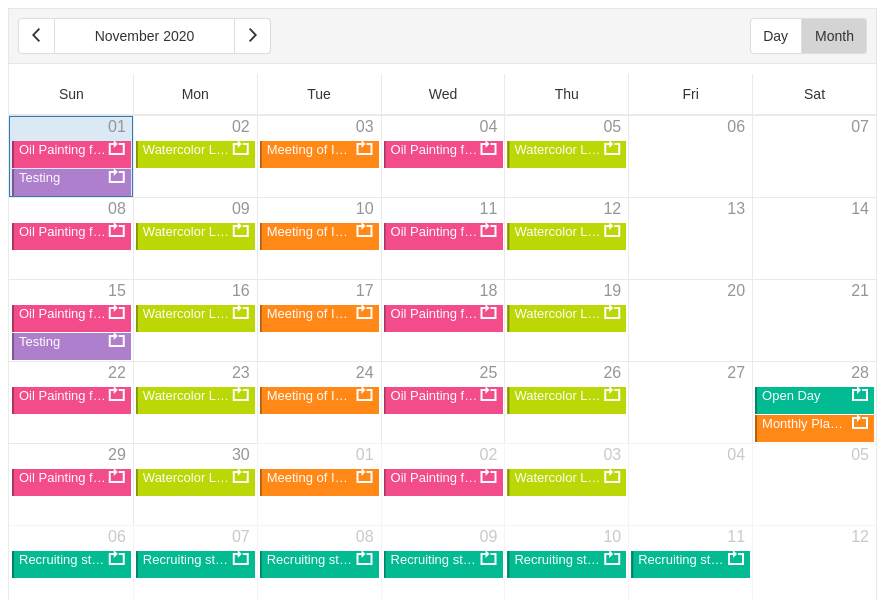 November 2020
Day Month
Sun Mon Tue Wed Thu Fri Sat
01 02 03 04 05 06 07
Oil Painting f... Watercolor L... Meeting of I... Oil Painting f... Watercolor L...
Testing
08 09 10 11 12 13 14
Oil Painting f... Watercolor L... Meeting of I... Oil Painting f... Watercolor L...
15 16 17 18 19 20 21
Oil Painting f... Watercolor L... Meeting of I... Oil Painting f... Watercolor L...
Testing
22 23 24 25 26 27 28
Oil Painting f... Watercolor L... Meeting of I... Oil Painting f... Watercolor L... Open Day
Monthly Pla...
29 30 01 02 03 04 05
Oil Painting f... Watercolor L... Meeting of I... Oil Painting f... Watercolor L...
06 07 08 09 10 11 12
Recruiting st... Recruiting st... Recruiting st... Recruiting st... Recruiting st... Recruiting st...